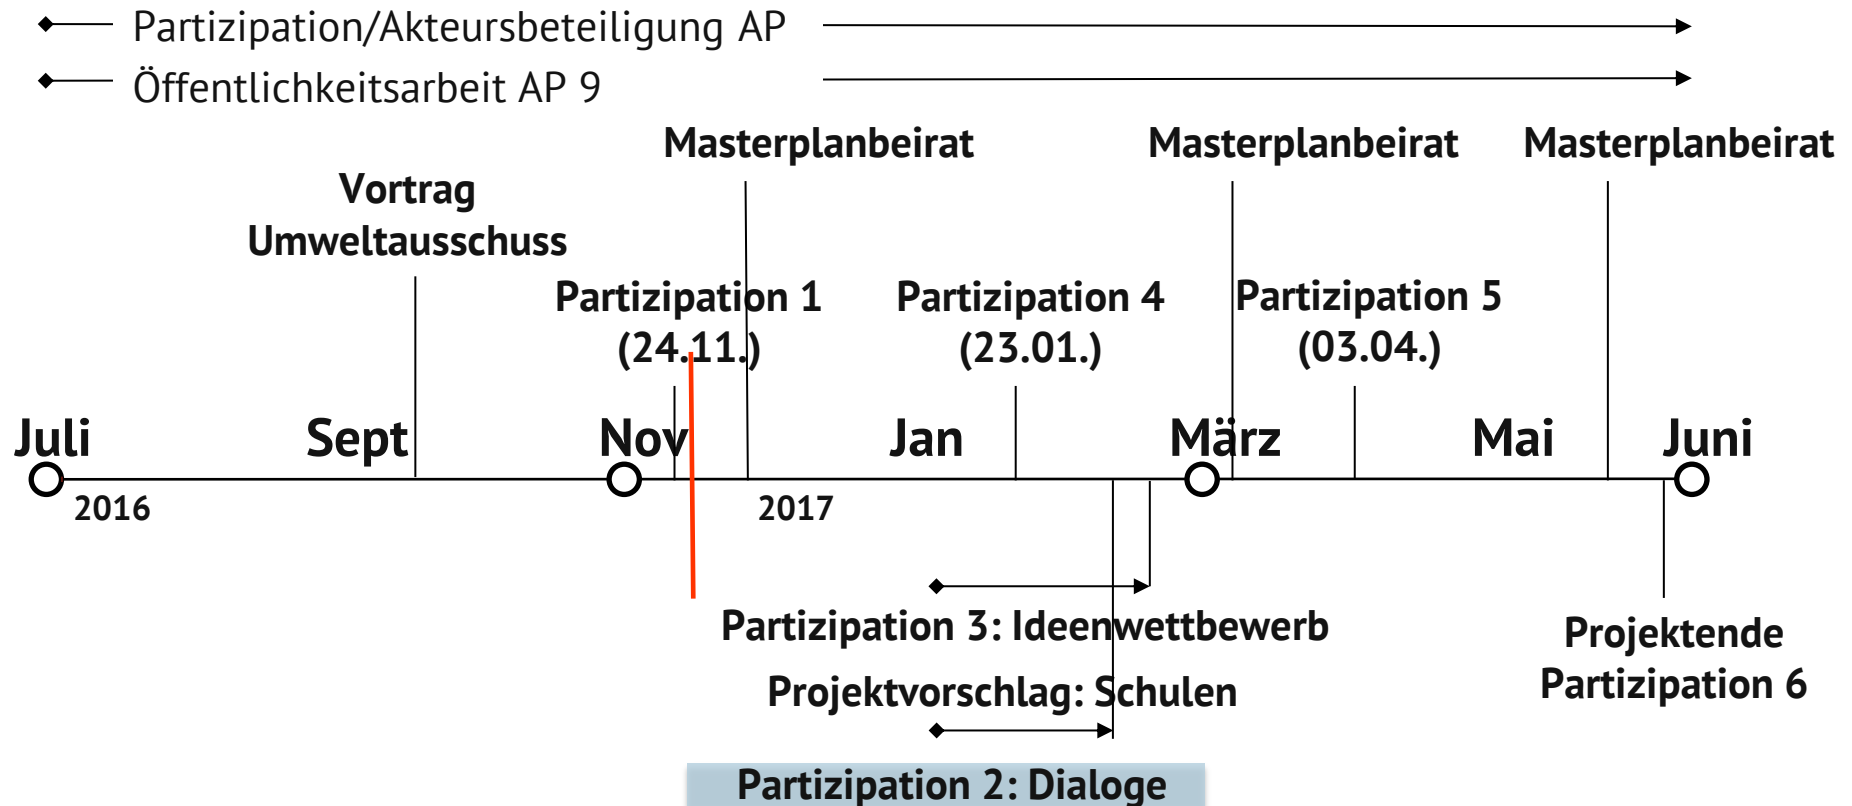 Partizipation/Akteursbeteiligung AP
Öffentlichkeitsarbeit AP 9
Masterplanbeirat
Masterplanbeirat
Masterplanbeirat
Vortrag
Umweltausschuss
Partizipation 1
(24.11.)
Partizipation 4
(23.01.)
Partizipation 5
(03.04.)
Juli
Sept
Nov
Jan
März
Mai
Juni
2016
2017
Partizipation 3: Ideenwettbewerb
Projektvorschlag: Schulen
Projektende
Partizipation 6
Partizipation 2: Dialoge